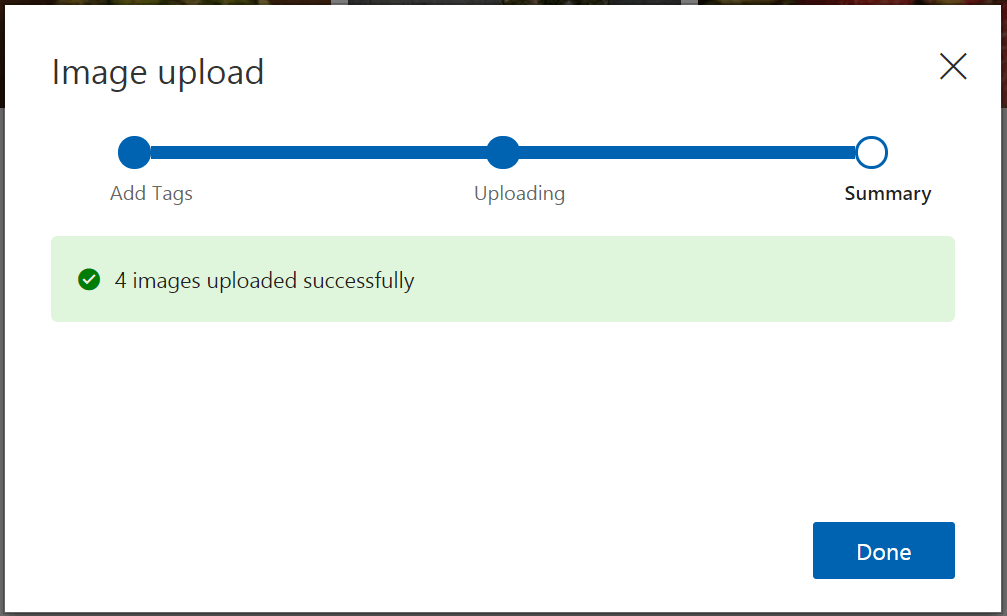 Image upload
Add Tags
Uploading
Summary
4 images uploaded successfully
Done